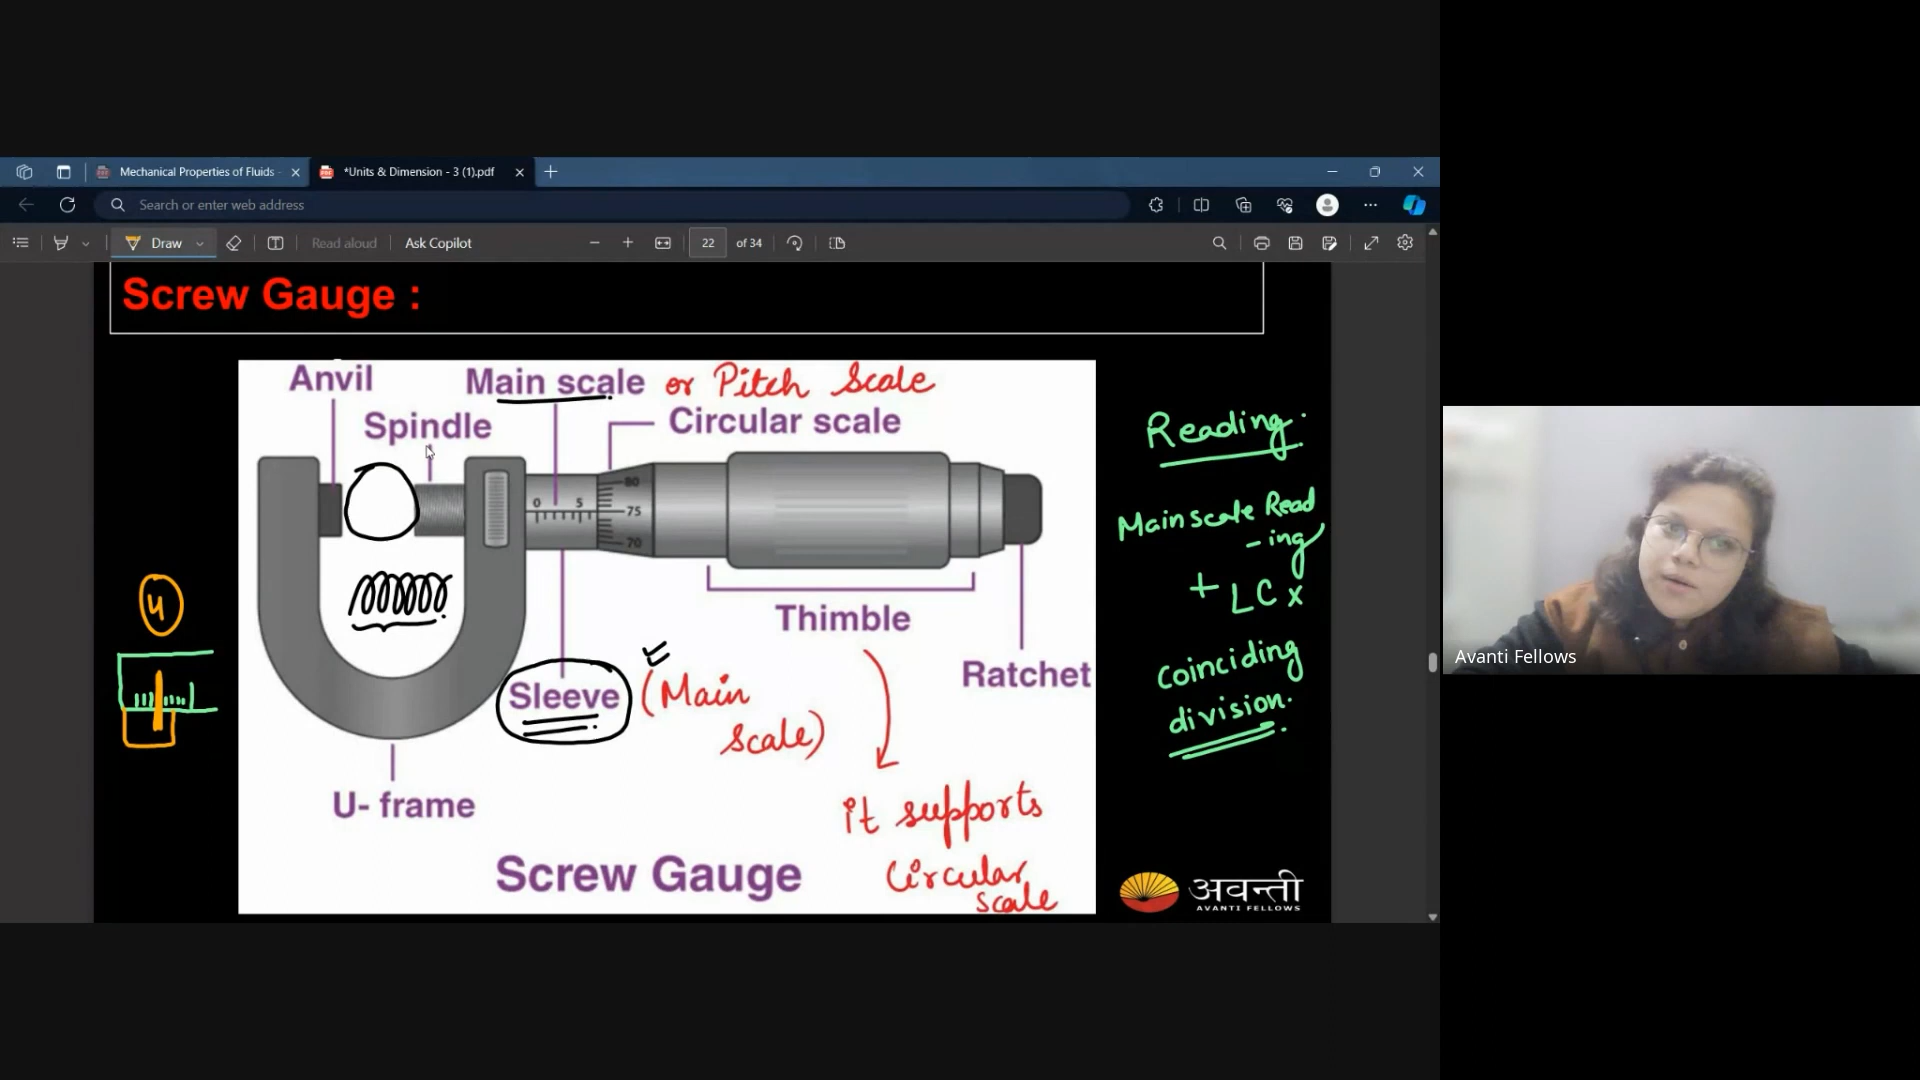 Mechanical Properties of Fluids -
*Units & Dimension - 3 (1).pdf
Search or enter web address
Draw
Read aloud
Ask Copilot
22
of 34
Screw Gauge :
Anvil
Main scale or Pitch Scale
Spindle
Circular scale
0 5
80
75
70
Thimble
Ratchet
Sleeve (Main
scale)
U- frame
it supports
Circular
scale
Screw Gauge
4
Reading.
Main scale Read
-ing
+ LC x
Coinciding
division.
अवन्ती
AVANTI FELLOWS
Avanti Fellows